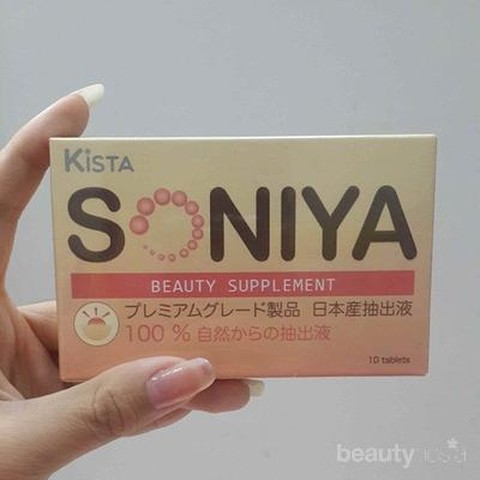 KiSTA
SONIYA
BEAUTY SUPPLEMENT
プレミアムグレード製品 日本産抽出液
100 % 自然からの抽出液
10 tablets
beauty